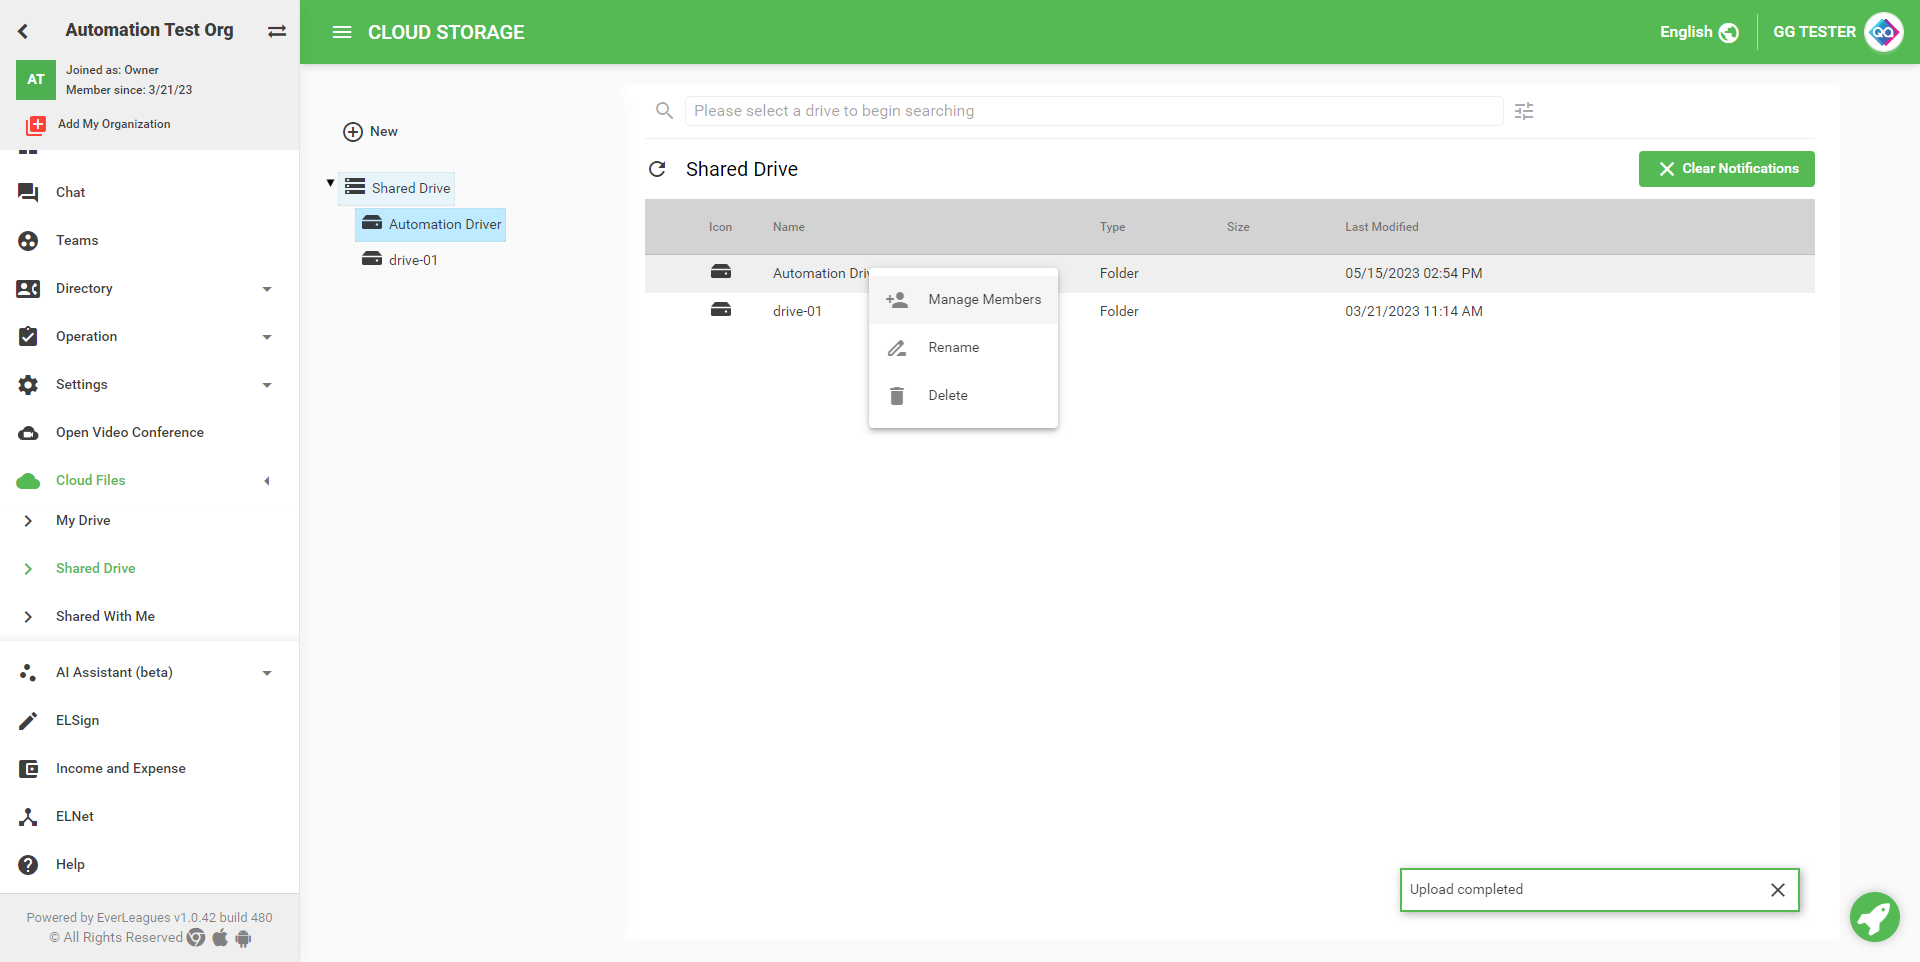 Automation Test Org
AT
Joined as: Owner
Member since: 3/21/23
Add My Organization
Chat
Teams
Directory
Operation
Settings
Open Video Conference
Cloud Files
My Drive
Shared Drive
Shared With Me
AI Assistant (beta)
ELSign
Income and Expense
ELNet
Help
Powered by EverLeagues v1.0.42 build 480
© All Rights Reserved
CLOUD STORAGE
English
GG TESTER
QA
New
Shared Drive
Automation Driver
drive-01
Please select a drive to begin searching
Shared Drive
Clear Notifications
Icon Name Type Size Last Modified
Automation Driv Folder 05/15/2023 02:54 PM
drive-01 Folder 03/21/2023 11:14 AM
Manage Members
Rename
Delete
Upload completed